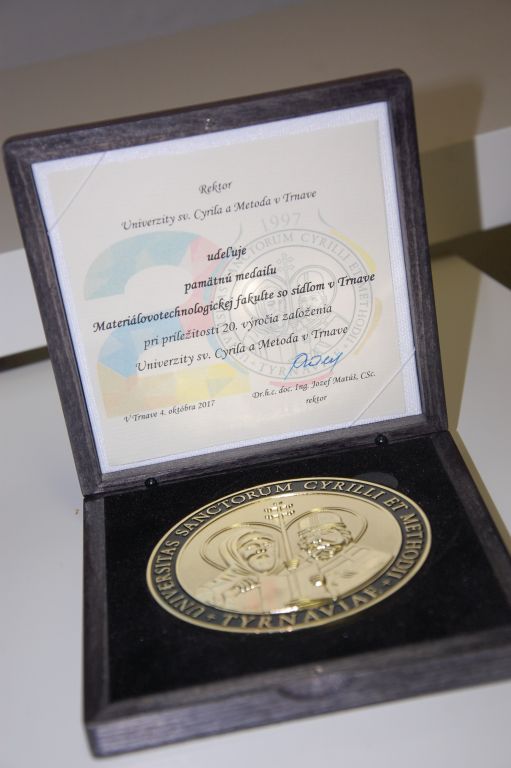 Rektor
Univerzity sv. Cyrila a Metoda v Trnave
udeľuje
pamätnú medailu
Materiálovotechnologickej fakulte so sídlom v Trnave
pri príležitosti 20. výročia založenia
Univerzity sv. Cyrila a Metoda v Trnave
V Trnave 4. októbra 2017
Dr.h.c. doc. Ing. Jozef Matúš, CSc.
rektor
1997
UNIVERSITAS SANCTORUM CYRILLI ET METHODII
TYRNAVIAE